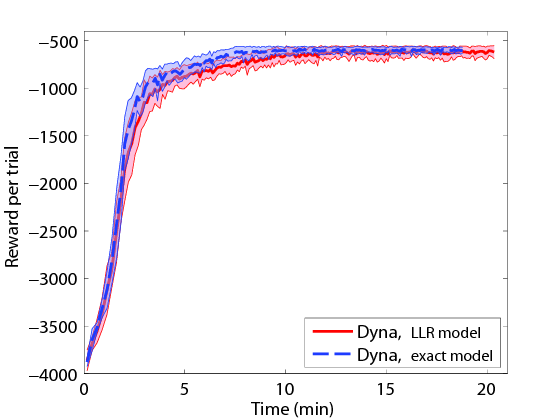 −500
−1000
−1500
−2000
−2500
−3000
−3500
−4000
Reward per trial
0 5 10 15 20
Time (min)
Dyna, LLR model
Dyna, exact model